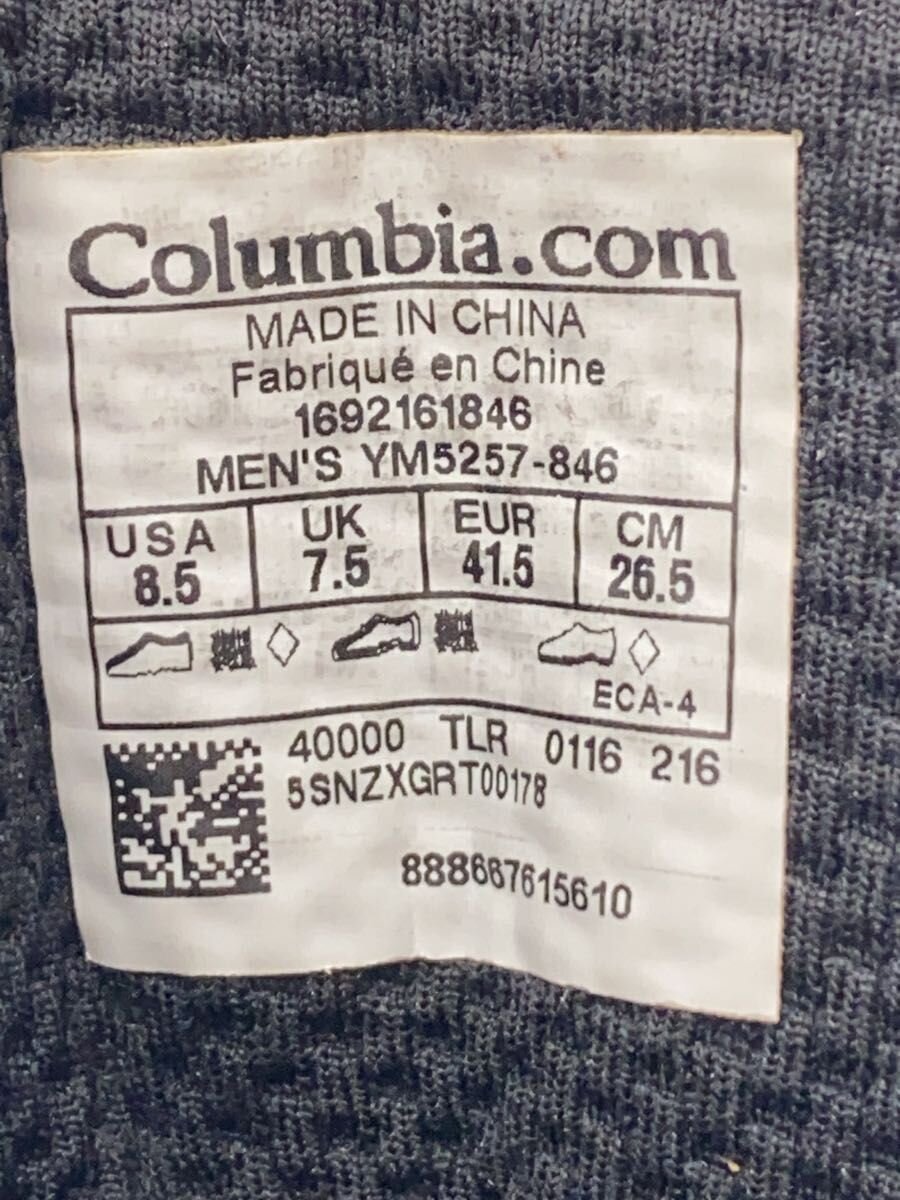 Columbia.com
MADE IN CHINA
Fabriqué en Chine
1692161846
MEN'S YM5257-846
USA UK EUR CM
8.5 7.5 41.5 26.5
ECA-4
40000 TLR 0116 216
5SNZXGRT00178
888667615610